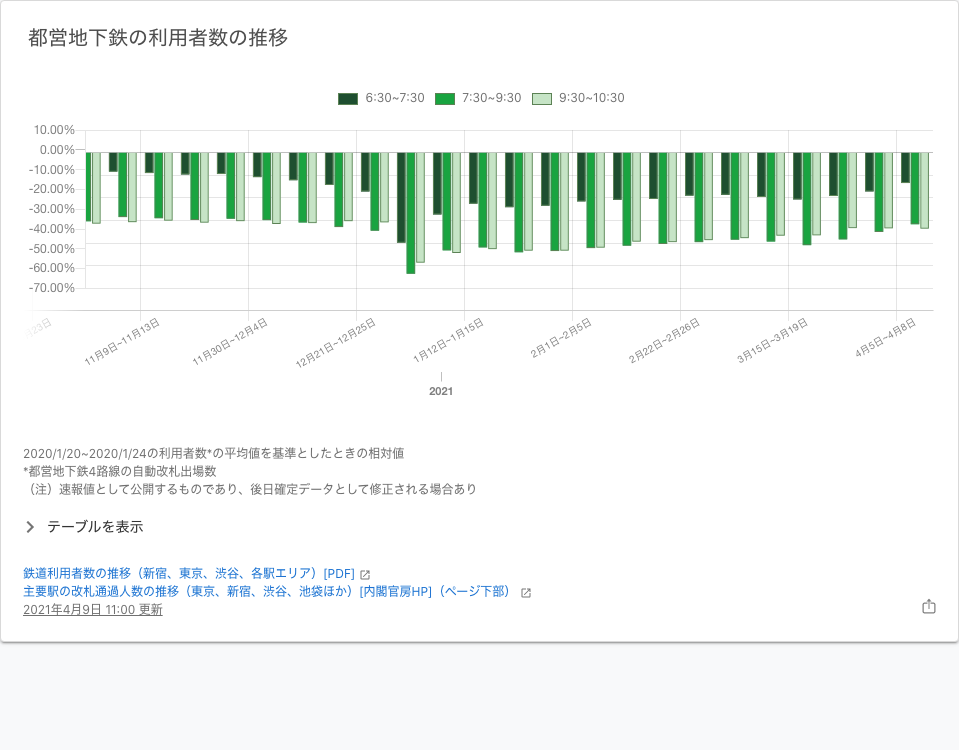 都営地下鉄の利用者数の推移
6:30~7:30 7:30~9:30 9:30~10:30
10.00%
0.00%
-10.00%
-20.00%
-30.00%
-40.00%
-50.00%
-60.00%
-70.00%
23日 11月9日~11月13日 11月30日~12月4日 12月21日~12月25日 1月12日~1月15日 2月1日~2月5日 2月22日~2月26日 3月15日~3月19日 4月5日~4月8日
2021
2020/1/20~2020/1/24の利用者数*の平均値を基準としたときの相対値
*都営地下鉄4路線の自動改札出場数
（注）速報値として公開するものであり、後日確定データとして修正される場合あり
テーブルを表示
鉄道利用者数の推移（新宿、東京、渋谷、各駅エリア）[PDF]
主要駅の改札通過人数の推移（東京、新宿、渋谷、池袋ほか）[内閣官房HP]（ページ下部）
2021年4月9日 11:00 更新